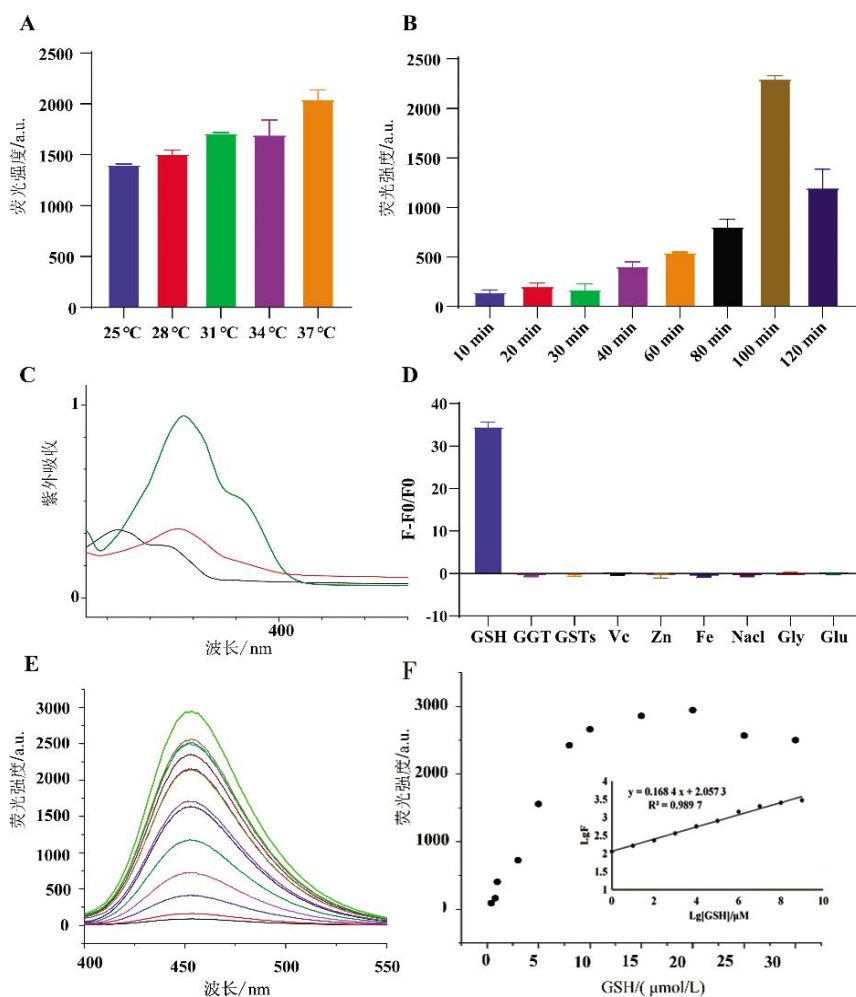 A
荧光强度/a.u.
2500
2000
1500
1000
500
0
25 ℃ 28 ℃ 31 ℃ 34 ℃ 37 ℃
B
荧光强度/a.u.
2500
2000
1500
1000
500
0
10 min 20 min 30 min 40 min 60 min 80 min 100 min 120 min
C
紫外吸收
1
0
400
波长/nm
D
F-F0/F0
40
30
20
10
0
-10
GSH GGT GSTs Vc Zn Fe Nacl Gly Glu
E
荧光强度/a.u.
3000
2500
2000
1500
1000
500
0
400 450 500 550
波长/nm
F
荧光强度/a.u.
3000
2000
1000
0 5 10 15 20 25 30
GSH/( μmol/L)
y = 0.168 4 x + 2.057 3
R² = 0.989 7
LgF
4
3.5
3
2.5
2
1.5
1
0 2 4 6 8 10
Lg[GSH]/μM